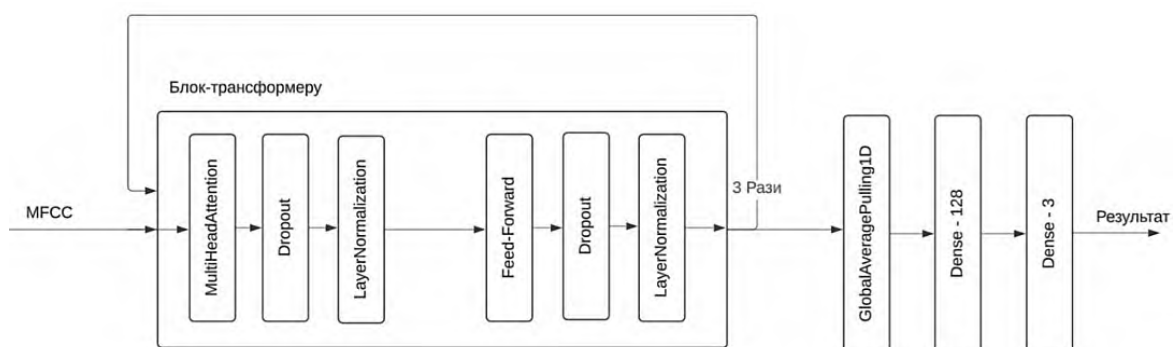 Блок-трансформеру
MFCC
MultiHeadAttention
Dropout
LayerNormalization
Feed-Forward
Dropout
LayerNormalization
3 Рази
GlobalAveragePulling1D
Dense - 128
Dense - 3
Результат